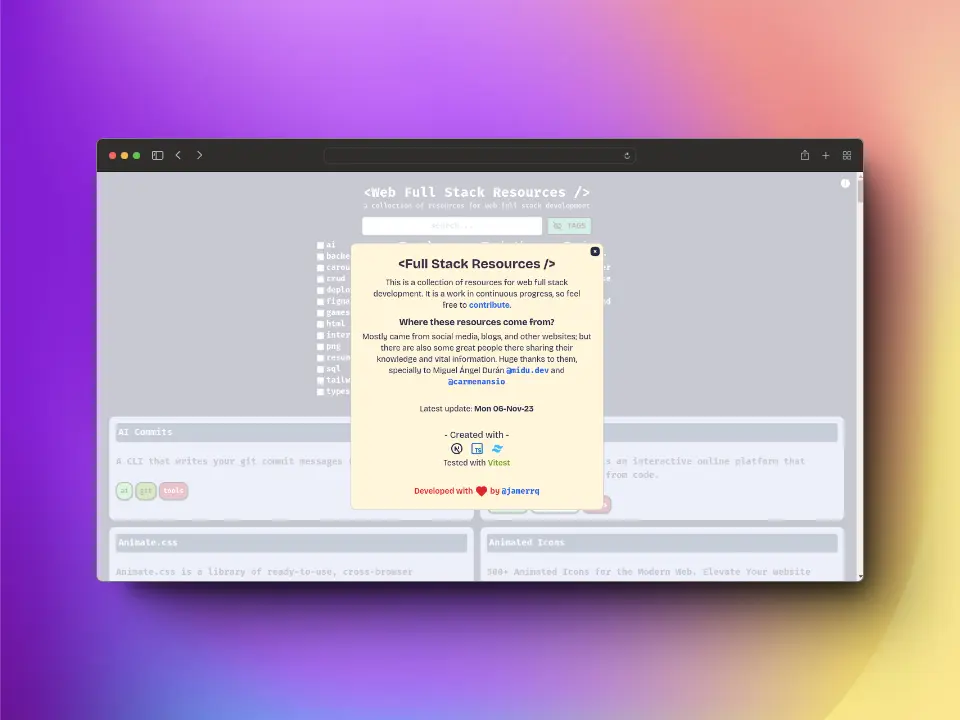 <Web Full Stack Resources />
a collection of resources for web full stack development
search...
TAGS
ai
backe
carou
crud
deplo
figma
games
html
inter
png
resum
sql
tailw
types
<Full Stack Resources />
This is a collection of resources for web full stack
development. It is a work in continuous progress, so feel
free to contribute.
Where these resources come from?
Mostly came from social media, blogs, and other websites; but
there are also some great people there sharing their
knowledge and vital information. Huge thanks to them,
specially to Miguel Ángel Durán @midu.dev and
@carmenansio
Latest update: Mon 06-Nov-23
- Created with -
N TS
Tested with Vitest
Developed with by @jamerrq
AI Commits
A CLI that writes your git commit messages
ai git tools
is an interactive online platform that
from code.
Animate.css
Animate.css is a library of ready-to-use, cross-browser
Animated Icons
500+ Animated Icons for the Modern Web. Elevate Your Website